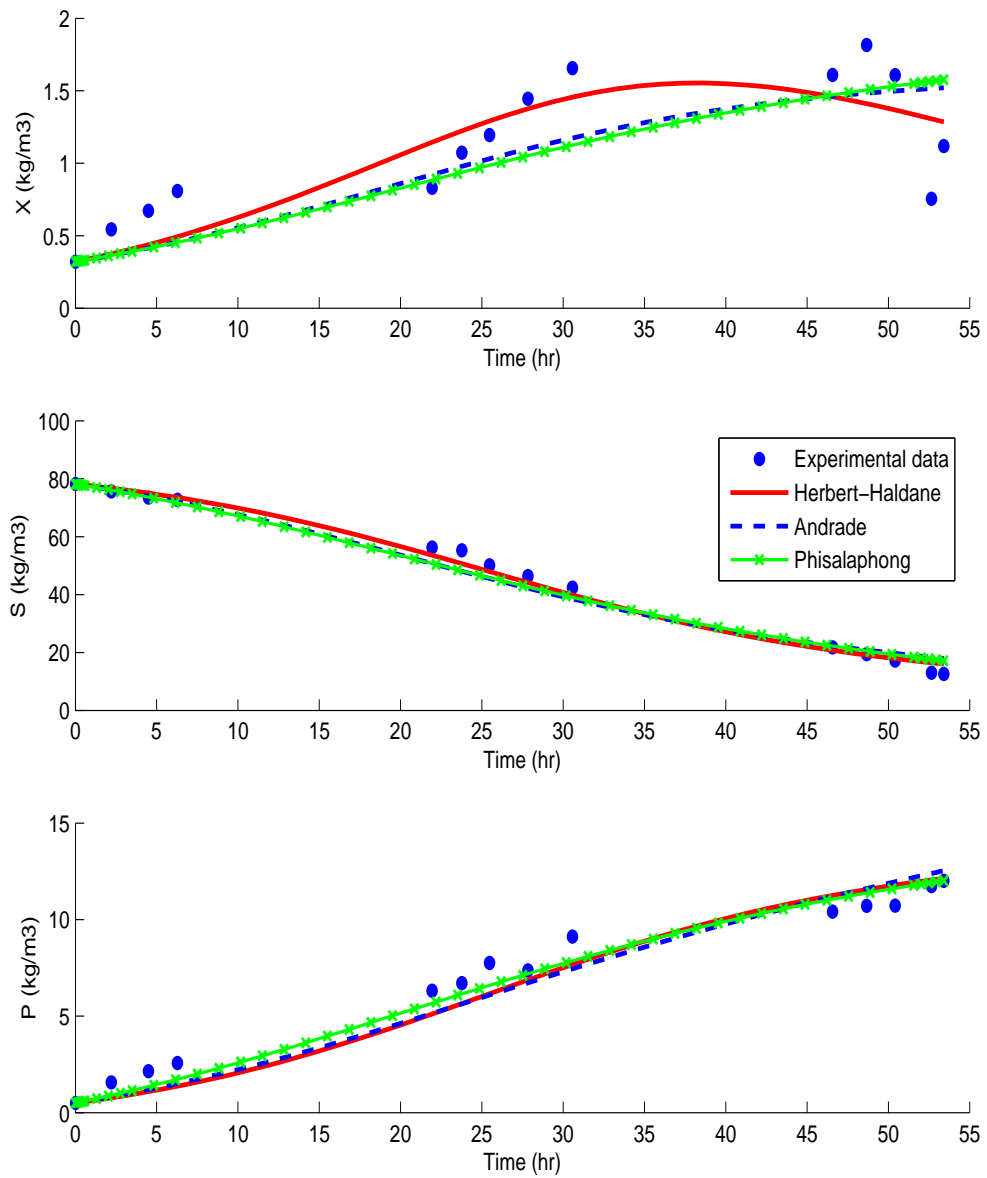 2
1.5
1
0.5
0
X (kg/m3)
0 5 10 15 20 25 30 35 40 45 50 55
Time (hr)
100
80
60
40
20
0
S (kg/m3)
Experimental data
Herbert−Haldane
Andrade
Phisalaphong
0 5 10 15 20 25 30 35 40 45 50 55
Time (hr)
15
10
5
0
P (kg/m3)
0 5 10 15 20 25 30 35 40 45 50 55
Time (hr)